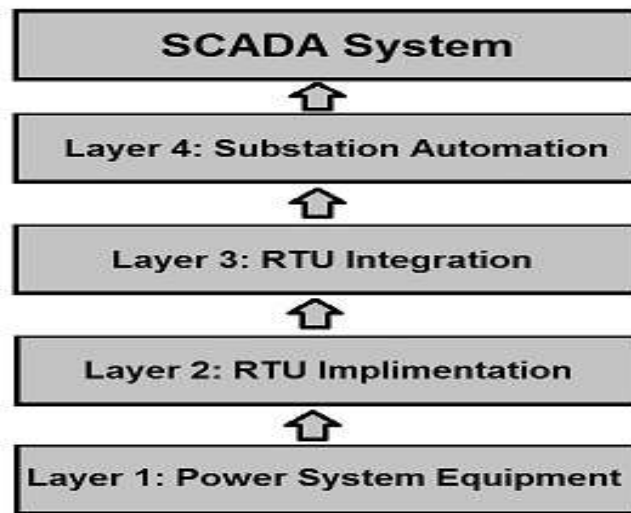 SCADA System
Layer 4: Substation Automation
Layer 3: RTU Integration
Layer 2: RTU Implimentation
Layer 1: Power System Equipment